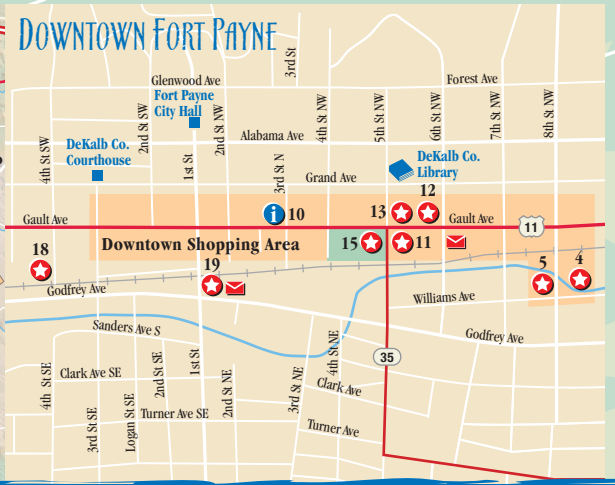 DOWNTOWN FORT PAYNE
3rd St
Glenwood Ave
Forest Ave
Fort Payne
City Hall
2nd St SW
2nd St NW
4th St NW
5th St NW
6th St NW
7th St NW
8th St NW
4th St SW
1st St
Alabama Ave
DeKalb Co.
Courthouse
DeKalb Co.
Library
3rd St N
Grand Ave
12
13
10
Gault Ave
Gault Ave
11
Downtown Shopping Area
15
11
18
19
5
4
Godfrey Ave
Williams Ave
Sanders Ave S
Godfrey Ave
4th St NE
35
1st St
2nd St SE
Clark Ave SE
4th St SE
2nd St NE
3rd St NE
Clark Ave
3rd St SE
Logan St SE
Turner Ave SE
Turner Ave